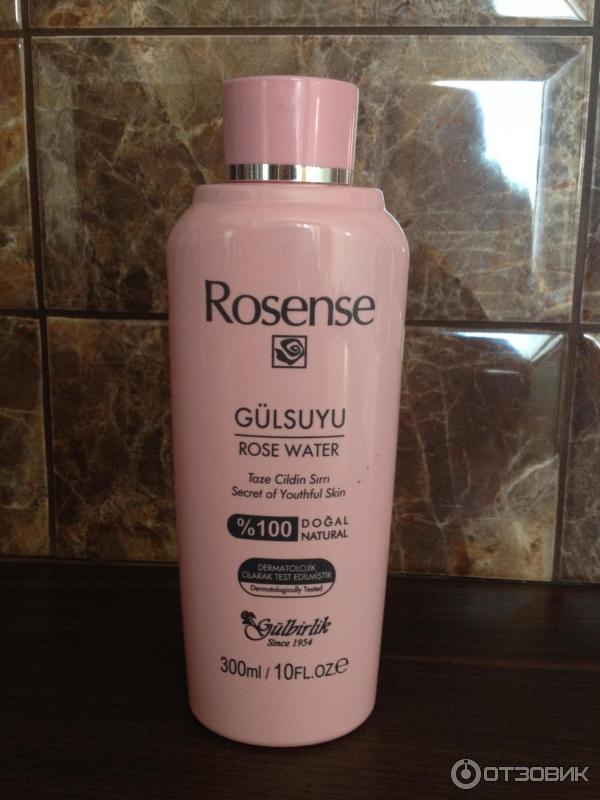 Rosense
GÜLSUYU
ROSE WATER
Taze Cildin Sırrı
Secret of Youthful Skin
%100 DOĞAL
NATURAL
DERMATOLOJİK
OLARAK TEST EDİLMİŞTİR
Dermatologically Tested
Gülbirlik
Since 1954
300ml / 10FL.OZ.℮
ОТЗОВИК